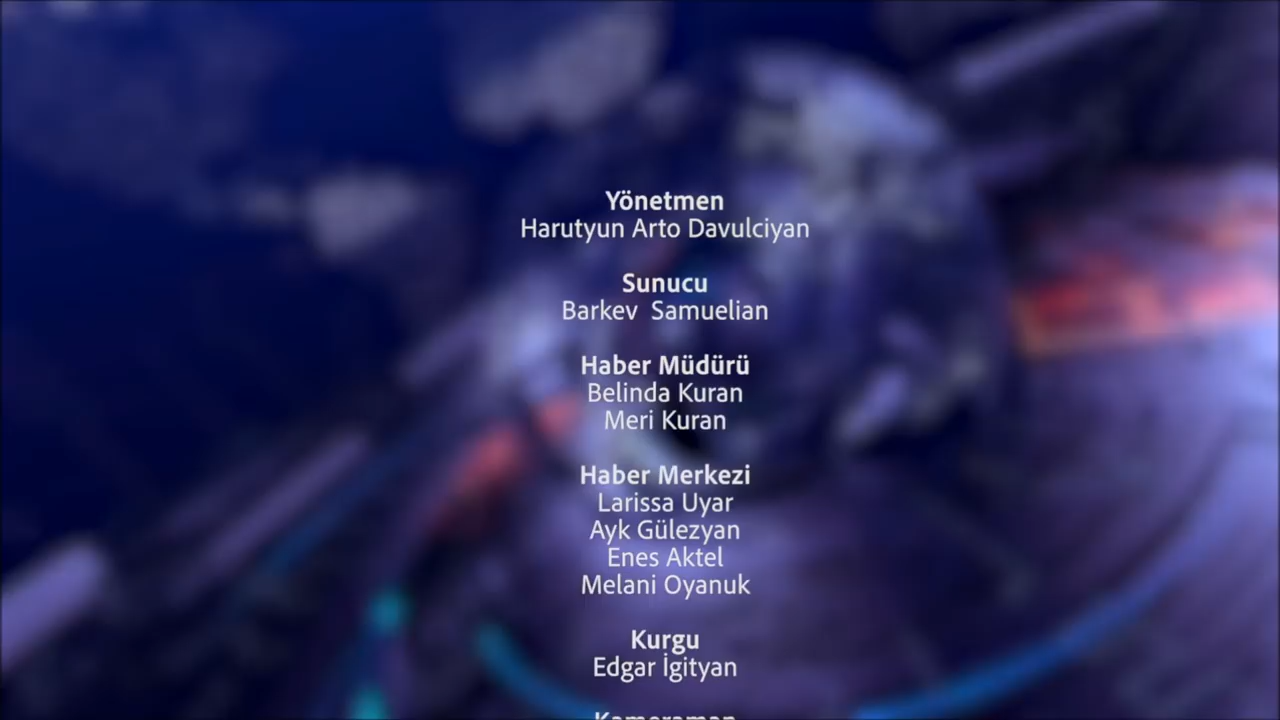 Yönetmen
Harutyun Arto Davulciyan
Sunucu
Barkev Samuelian
Haber Müdürü
Belinda Kuran
Meri Kuran
Haber Merkezi
Larissa Uyar
Ayk Gülezyan
Enes Aktel
Melani Oyanuk
Kurgu
Edgar İgityan
Kameraman